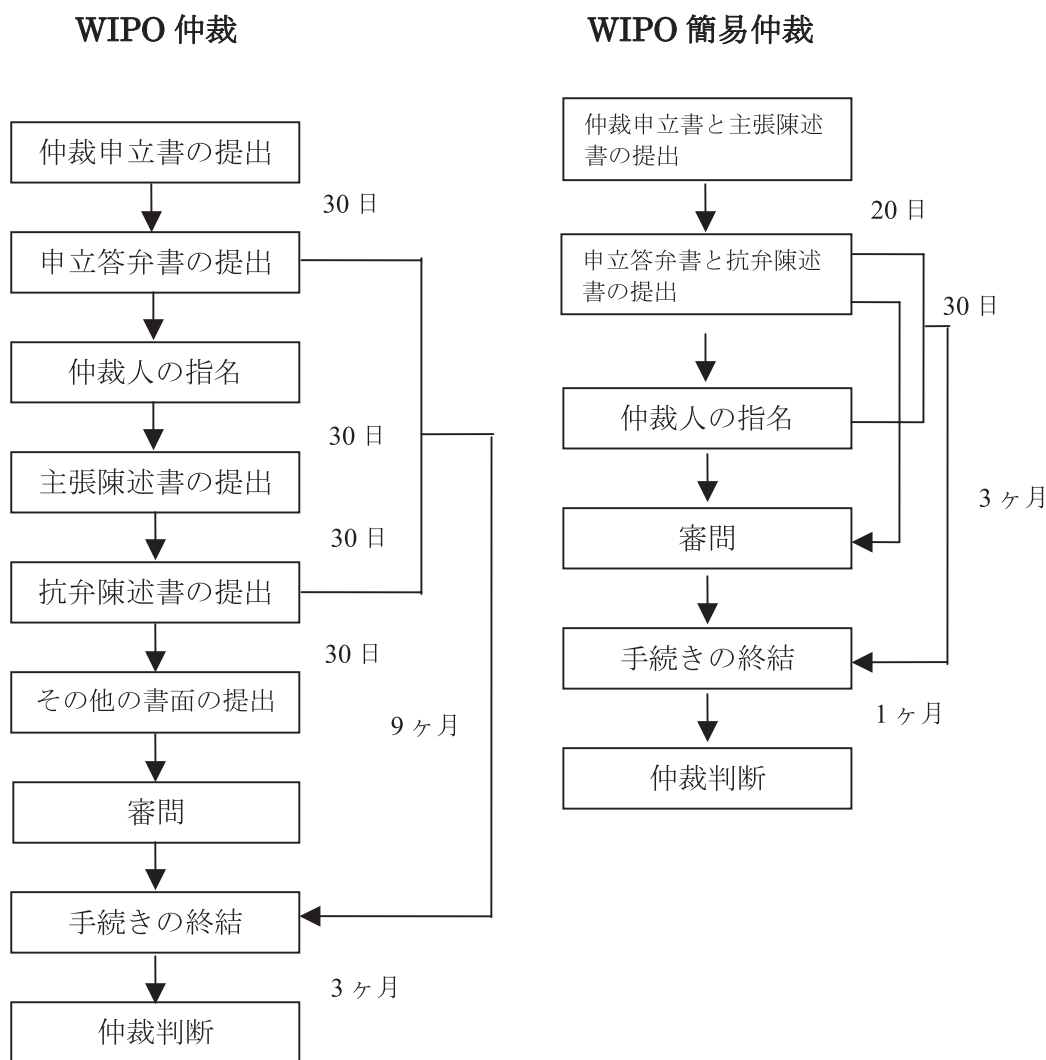 WIPO 仲裁
仲裁申立書の提出
30 日
申立答弁書の提出
仲裁人の指名
30 日
主張陳述書の提出
30 日
抗弁陳述書の提出
30 日
その他の書面の提出
9 ヶ月
審問
手続きの終結
3 ヶ月
仲裁判断
WIPO 簡易仲裁
仲裁申立書と主張陳述
書の提出
20 日
申立答弁書と抗弁陳述
書の提出
30 日
仲裁人の指名
3 ヶ月
審問
手続きの終結
1 ヶ月
仲裁判断